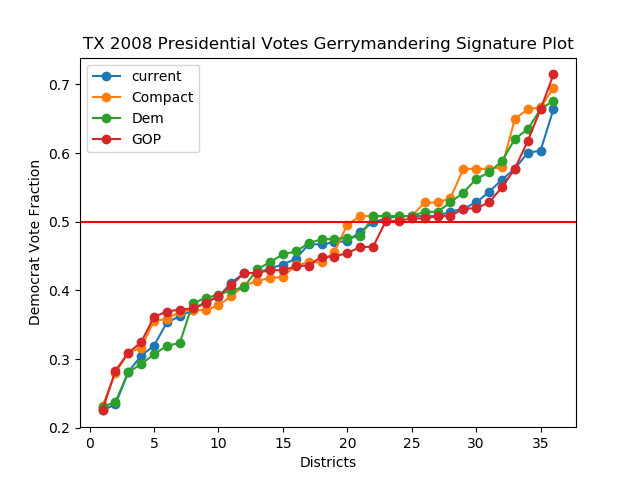 TX 2008 Presidential Votes Gerrymandering Signature Plot
current
Compact
Dem
GOP
Democrat Vote Fraction
0.7
0.6
0.5
0.4
0.3
0.2
0 5 10 15 20 25 30 35
Districts